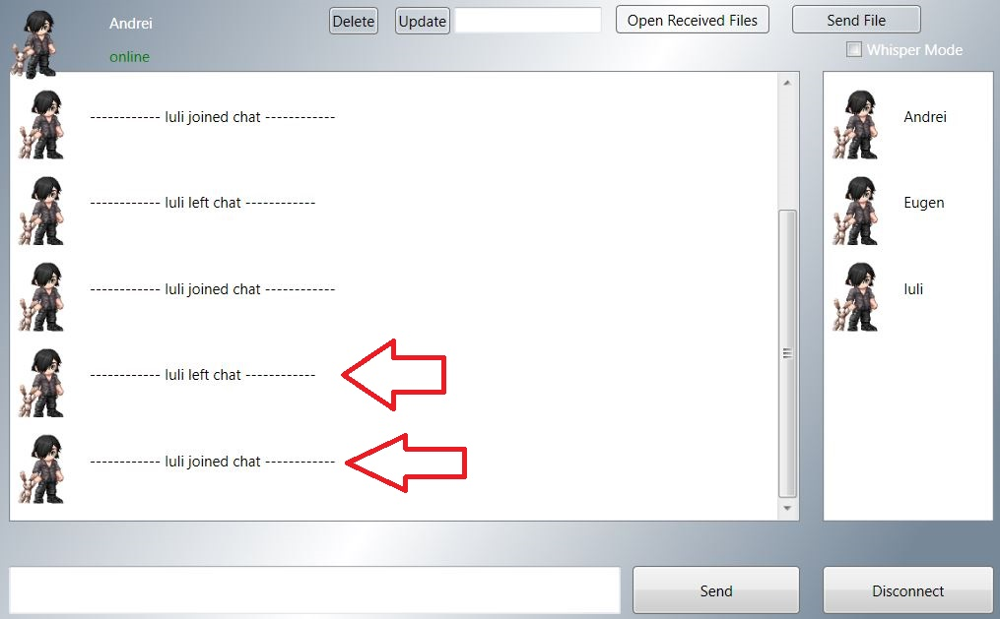 Andrei
online
Delete
Update
Open Received Files
Send File
Whisper Mode
------------ Iuli joined chat ------------
------------ Iuli left chat ------------
------------ Iuli joined chat ------------
------------ Iuli left chat ------------
------------ Iuli joined chat ------------
Andrei
Eugen
Iuli
Send
Disconnect